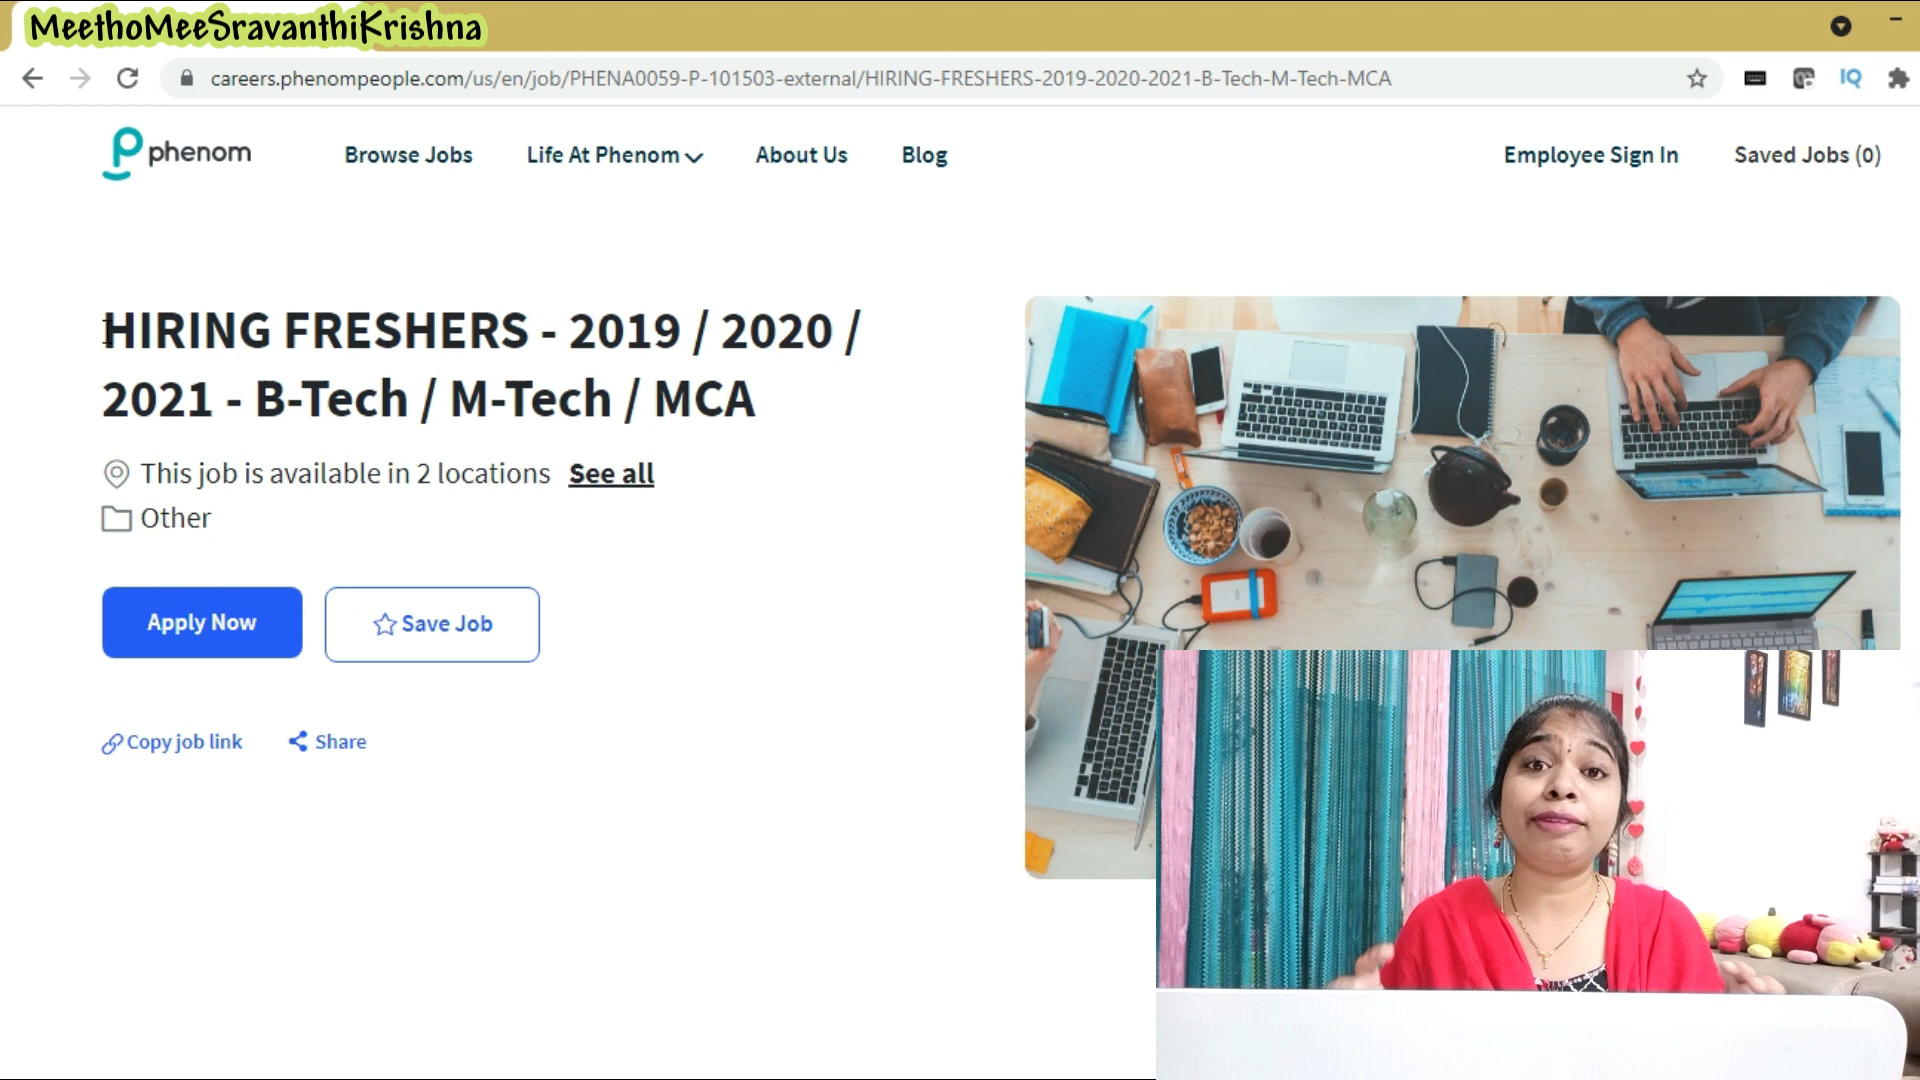 MeethoMeeSravanthiKrishna
careers.phenompeople.com/us/en/job/PHENA0059-P-101503-external/HIRING-FRESHERS-2019-2020-2021-B-Tech-M-Tech-MCA
IQ
phenom
Browse Jobs
Life At Phenom
About Us
Blog
Employee Sign In
Saved Jobs (0)
HIRING FRESHERS - 2019 / 2020 /
2021 - B-Tech / M-Tech / MCA
This job is available in 2 locations See all
Other
Apply Now
Save Job
Copy job link
Share